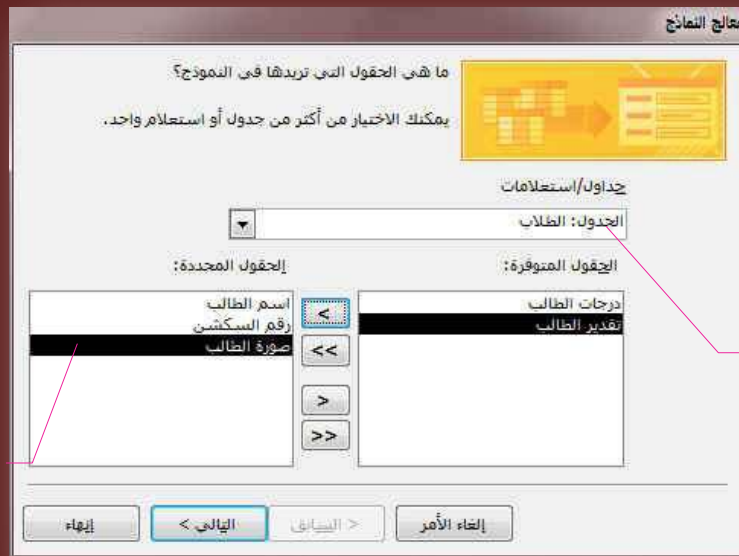 معالج النماذج
ما هي الحقول التي تريدها في النموذج؟
يمكنك الاختيار من أكثر من جدول أو استعلام واحد.
جداول/استعلامات
الجدول: الطلاب
الحقول المتوفرة:
الحقول المحددة:
درجات الطالب
تقدير الطالب
اسم الطالب
رقم السكشن
صورة الطالب
<
<<
>
>>
إلغاء الأمر
< السابق
التالي >
إنهاء